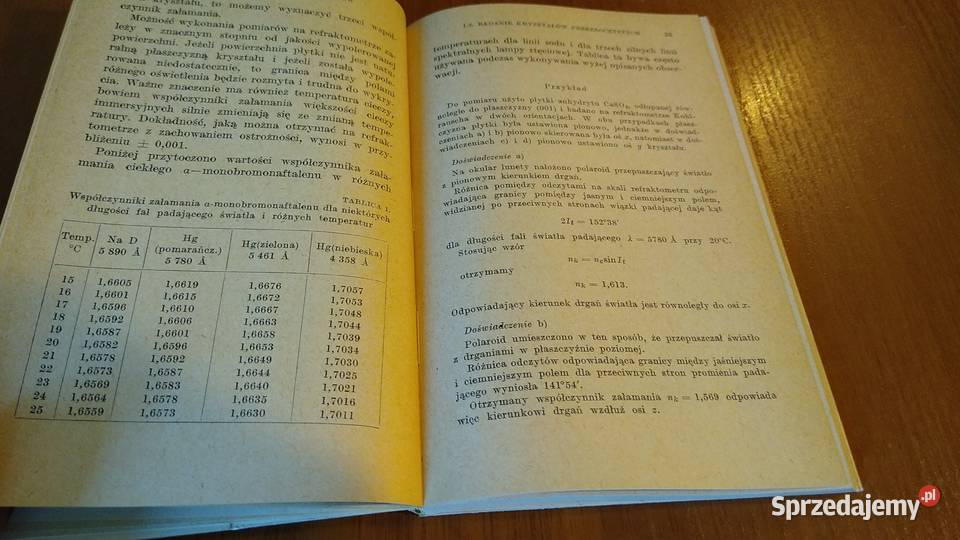 kryształu, to możemy wyznaczyć trzeci współ-
czynnik załamania.
Możność wykonania pomiarów na refraktometrze za-
leży w znacznym stopniu od jakości wypolerowanej
powierzchni. Jeżeli powierzchnia płytki nie jest natu-
ralną płaszczyzną kryształu i jeżeli została wypole-
rowana niedostatecznie, to granica między polami
różnego oświetlenia będzie rozmyta i trudna do wykry-
cia. Ważne znaczenie ma również temperatura cieczy,
bowiem współczynniki załamania większości cieczy
immersyjnych silnie zmieniają się ze zmianą tempe-
ratury. Dokładność, jaką można otrzymać na refrak-
tometrze z zachowaniem ostrożności, wynosi w przy-
bliżeniu ± 0,001.
Poniżej przytoczono wartości współczynnika zała-
mania ciekłego α—monobromonaftalenu w różnych
TABLICA 1.
Współczynniki załamania α-monobromonaftalenu dla niektórych
długości fal padającego światła i różnych temperatur
Temp. °C Na D 5 890 Å Hg (pomarańcz.) 5 780 Å Hg(zielona) 5 461 Å Hg(niebieska) 4 358 Å
15 1,6605 1,6619 1,6676 1,7057
16 1,6601 1,6615 1,6672 1,7053
17 1,6596 1,6610 1,6667 1,7048
18 1,6592 1,6606 1,6663 1,7044
19 1,6587 1,6601 1,6658 1,7039
20 1,6582 1,6596 1,6653 1,7034
21 1,6578 1,6592 1,6649 1,7030
22 1,6573 1,6587 1,6644 1,7025
23 1,6569 1,6583 1,6640 1,7021
24 1,6564 1,6578 1,6635 1,7016
25 1,6559 1,6573 1,6630 1,7011
BADANIE KRYSZTAŁÓW PRZEZROCZYSTYCH
temperaturach dla linii sodu i dla trzech silnych linii
spektralnych lampy rtęciowej. Tablica ta bywa często
używana podczas wykonywania wyżej opisanych obser-
wacji.
Przykład
Do pomiaru użyto płytki anhydrytu CaSO₄, odłupanej rów-
nolegle do płaszczyzny (001) i badano na refraktometrze Kohl-
rauscha w dwóch orientacjach. W obu przypadkach płasz-
czyzna płytki była ustawiona pionowo, jednakże w doświad-
czeniach a) i b) pionowo skierowana była oś x, natomiast w doś-
wiadczeniach c) i d) pionowo ustawiono oś y kryształu.
Doświadczenie a)
Na okular lunety nałożono polaroid przepuszczający światło
z pionowym kierunkiem drgań.
Różnica pomiędzy odczytami na skali refraktometru odpo-
wiadająca granicy pomiędzy jasnym i ciemniejszym polem,
widzianej po przeciwnych stronach wiązki padającej daje kąt
2Iₜ = 152°38′
dla długości fali światła padającego λ = 5780 Å przy 20°C.
Stosując wzór
nₖ = n꜀sinIₜ
otrzymamy
nₖ = 1,613.
Odpowiadający kierunek drgań światła jest równoległy do osi x.
Doświadczenie b)
Polaroid umieszczono w ten sposób, że przepuszczał światło
z drganiami w płaszczyźnie poziomej.
Różnica odczytów odpowiadająca granicy między jaśniejszym
i ciemniejszym polem dla przeciwnych stron promienia pada-
jącego wyniosła 141°54′.
Otrzymany współczynnik załamania nₖ = 1,569 odpowiada
więc kierunkowi drgań wzdłuż osi z.
Sprzedajemy.pl